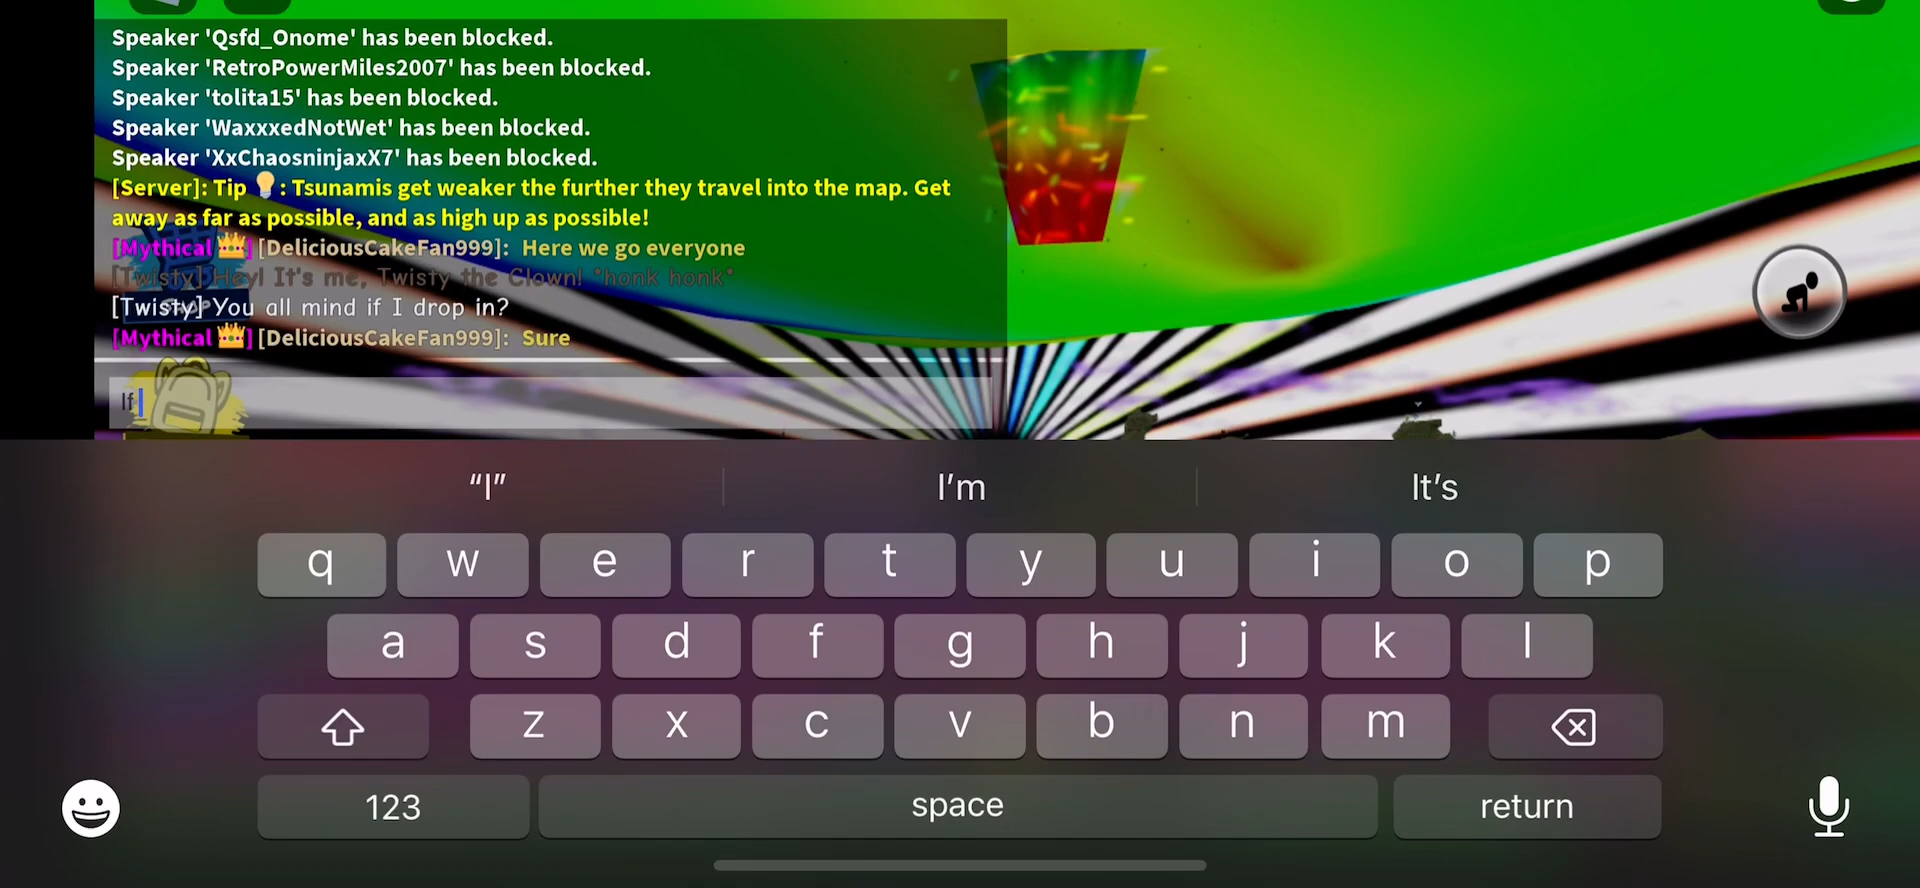 Speaker 'Qsfd_Onome' has been blocked.
Speaker 'RetroPowerMiles2007' has been blocked.
Speaker 'tolita15' has been blocked.
Speaker 'WaxxxedNotWet' has been blocked.
Speaker 'XxChaosninjaxX7' has been blocked.
[Server]: Tip 💡: Tsunamis get weaker the further they travel into the map. Get
away as far as possible, and as high up as possible!
[Mythical 👑] [DeliciousCakeFan999]: Here we go everyone
[Twisty] Hey! It's me, Twisty the Clown! *honk honk*
[Twisty] You all mind if I drop in?
[Mythical 👑] [DeliciousCakeFan999]: Sure
If
“I” I’m It’s
q w e r t y u i o p
a s d f g h j k l
z x c v b n m
123 space return